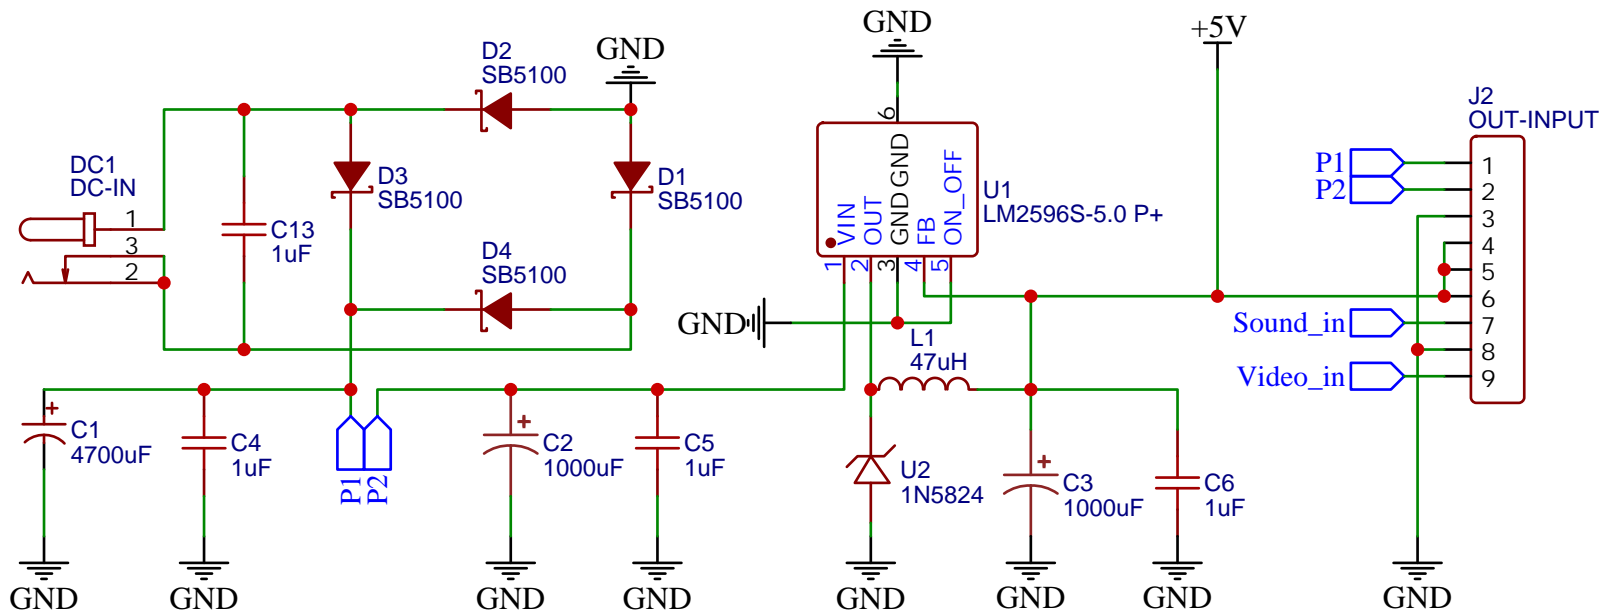 D2
SB5100
GND
GND
+5V
J2
OUT-INPUT
DC1
DC-IN
1
3
2
D3
SB5100
D1
SB5100
C13
1uF
D4
SB5100
6
GND
VIN
OUT
GND
FB
ON_OFF
1
2
3
4
5
U1
LM2596S-5.0 P+
P1
P2
1
2
3
4
5
6
7
8
9
GND
Sound_in
Video_in
L1
47uH
+
C1
4700uF
C4
1uF
P1
P2
+
C2
1000uF
C5
1uF
U2
1N5824
+
C3
1000uF
C6
1uF
GND
GND
GND
GND
GND
GND
GND
GND